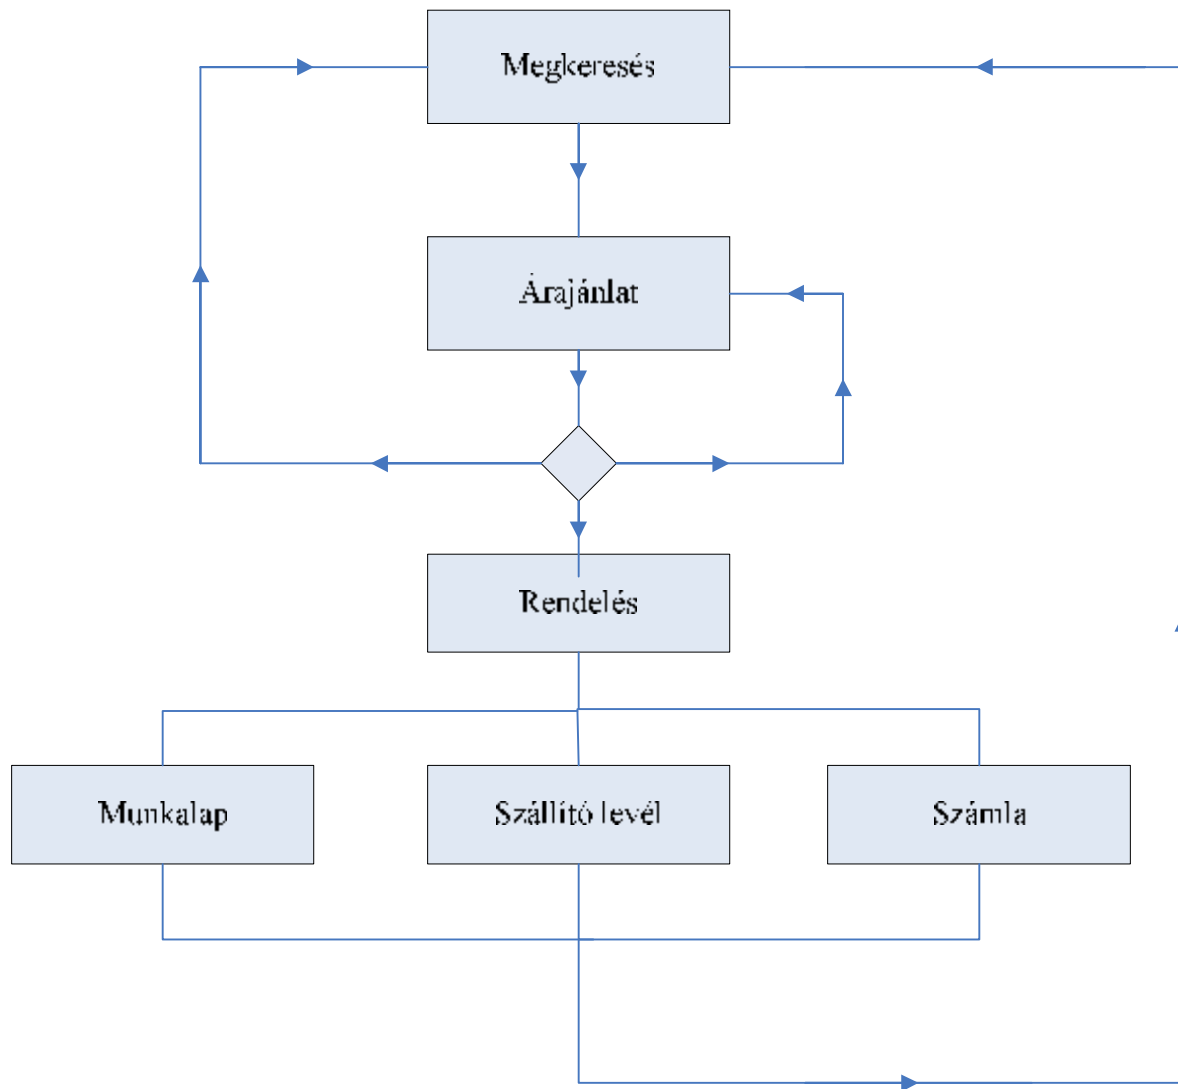 Megkeresés
Árajánlat
Rendelés
Munkalap
Szállító levél
Számla